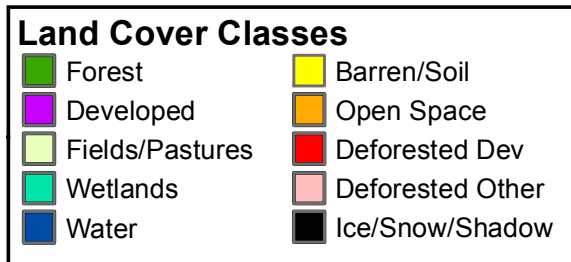 Land Cover Classes
Forest
Developed
Fields/Pastures
Wetlands
Water
Barren/Soil
Open Space
Deforested Dev
Deforested Other
Ice/Snow/Shadow